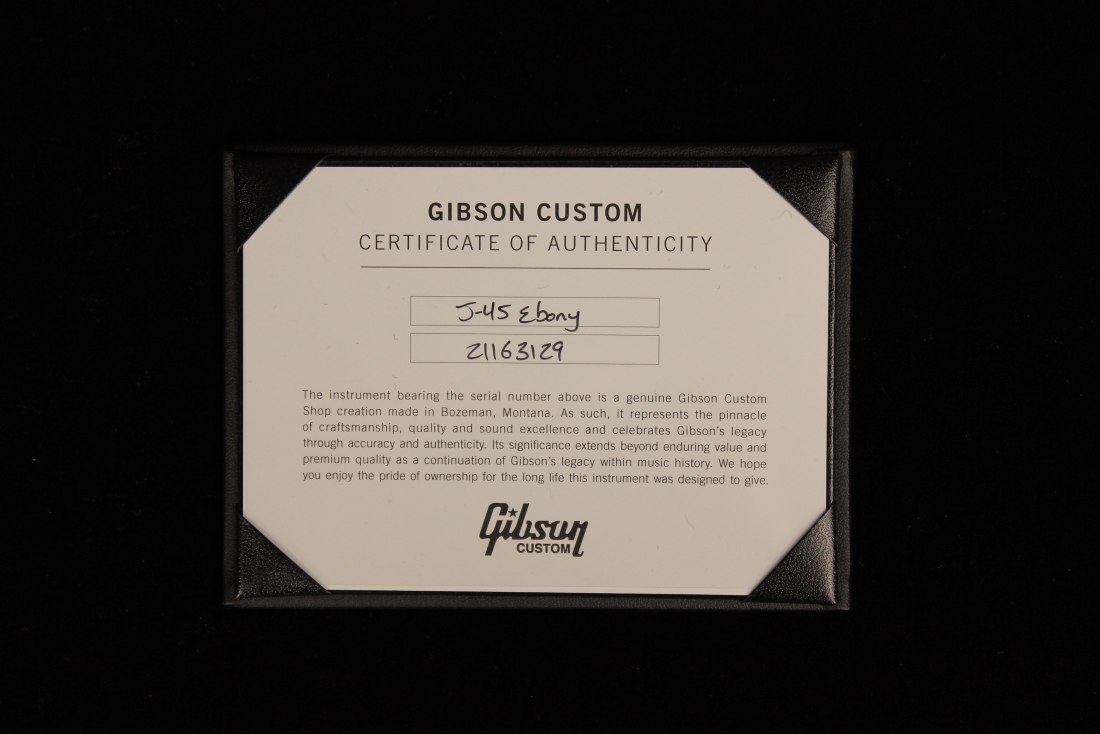 GIBSON CUSTOM
CERTIFICATE OF AUTHENTICITY
J-45 Ebony
21163129
The instrument bearing the serial number above is a genuine Gibson Custom
Shop creation made in Bozeman, Montana. As such, it represents the pinnacle
of craftsmanship, quality and sound excellence and celebrates Gibson's legacy
through accuracy and authenticity. Its significance extends beyond enduring value and
premium quality as a continuation of Gibson's legacy within music history. We hope
you enjoy the pride of ownership for the long life this instrument was designed to give.
Gibson
CUSTOM